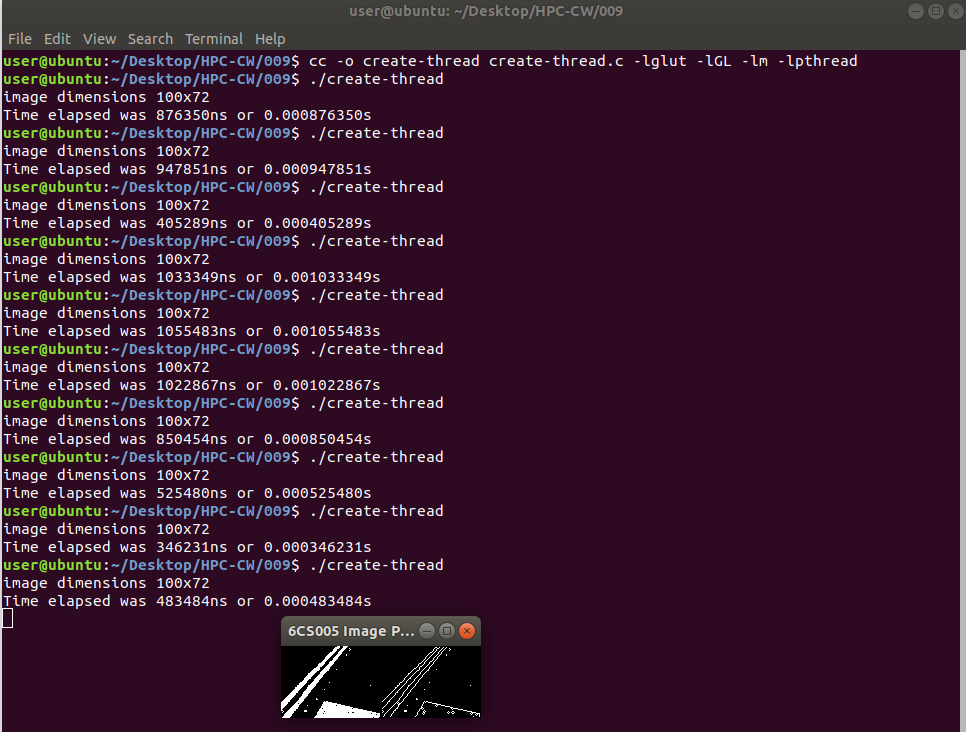 user@ubuntu: ~/Desktop/HPC-CW/009
File Edit View Search Terminal Help
user@ubuntu:~/Desktop/HPC-CW/009$ cc -o create-thread create-thread.c -lglut -lGL -lm -lpthread
user@ubuntu:~/Desktop/HPC-CW/009$ ./create-thread
image dimensions 100x72
Time elapsed was 876350ns or 0.000876350s
user@ubuntu:~/Desktop/HPC-CW/009$ ./create-thread
image dimensions 100x72
Time elapsed was 947851ns or 0.000947851s
user@ubuntu:~/Desktop/HPC-CW/009$ ./create-thread
image dimensions 100x72
Time elapsed was 405289ns or 0.000405289s
user@ubuntu:~/Desktop/HPC-CW/009$ ./create-thread
image dimensions 100x72
Time elapsed was 1033349ns or 0.001033349s
user@ubuntu:~/Desktop/HPC-CW/009$ ./create-thread
image dimensions 100x72
Time elapsed was 1055483ns or 0.001055483s
user@ubuntu:~/Desktop/HPC-CW/009$ ./create-thread
image dimensions 100x72
Time elapsed was 1022867ns or 0.001022867s
user@ubuntu:~/Desktop/HPC-CW/009$ ./create-thread
image dimensions 100x72
Time elapsed was 850454ns or 0.000850454s
user@ubuntu:~/Desktop/HPC-CW/009$ ./create-thread
image dimensions 100x72
Time elapsed was 525480ns or 0.000525480s
user@ubuntu:~/Desktop/HPC-CW/009$ ./create-thread
image dimensions 100x72
Time elapsed was 346231ns or 0.000346231s
user@ubuntu:~/Desktop/HPC-CW/009$ ./create-thread
image dimensions 100x72
Time elapsed was 483484ns or 0.000483484s
6CS005 Image P...